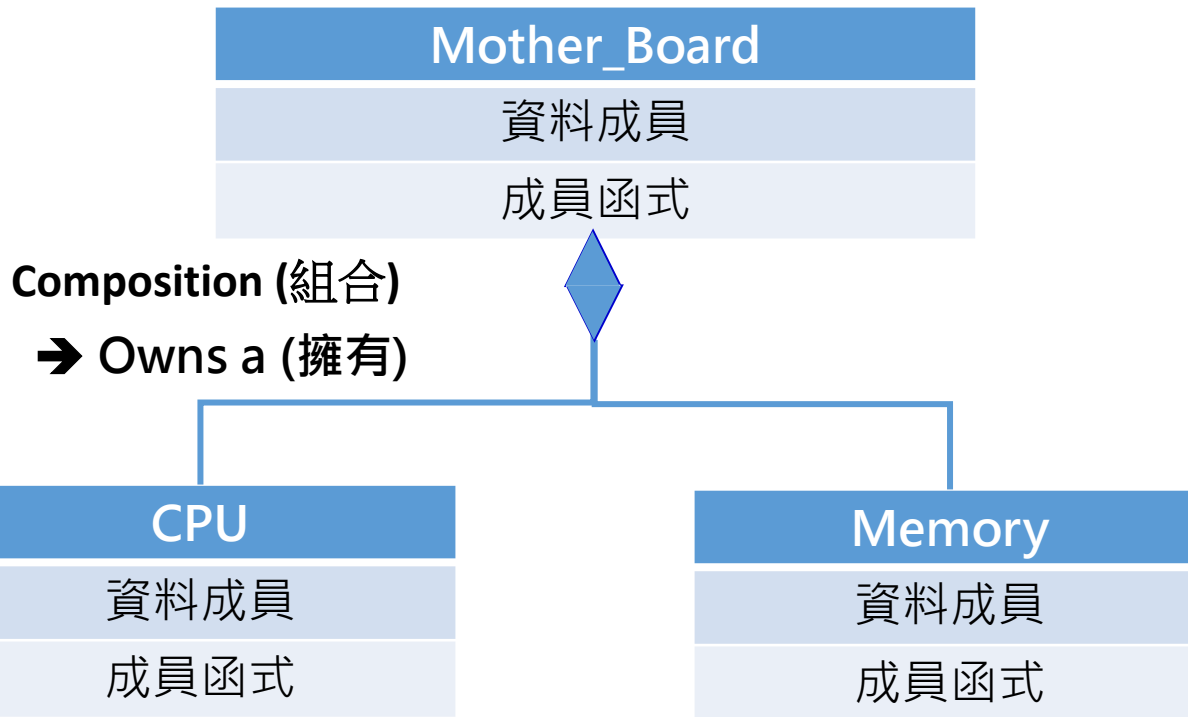 Mother_Board
資料成員
成員函式
Composition (組合)
➔ Owns a (擁有)
CPU
資料成員
成員函式
Memory
資料成員
成員函式